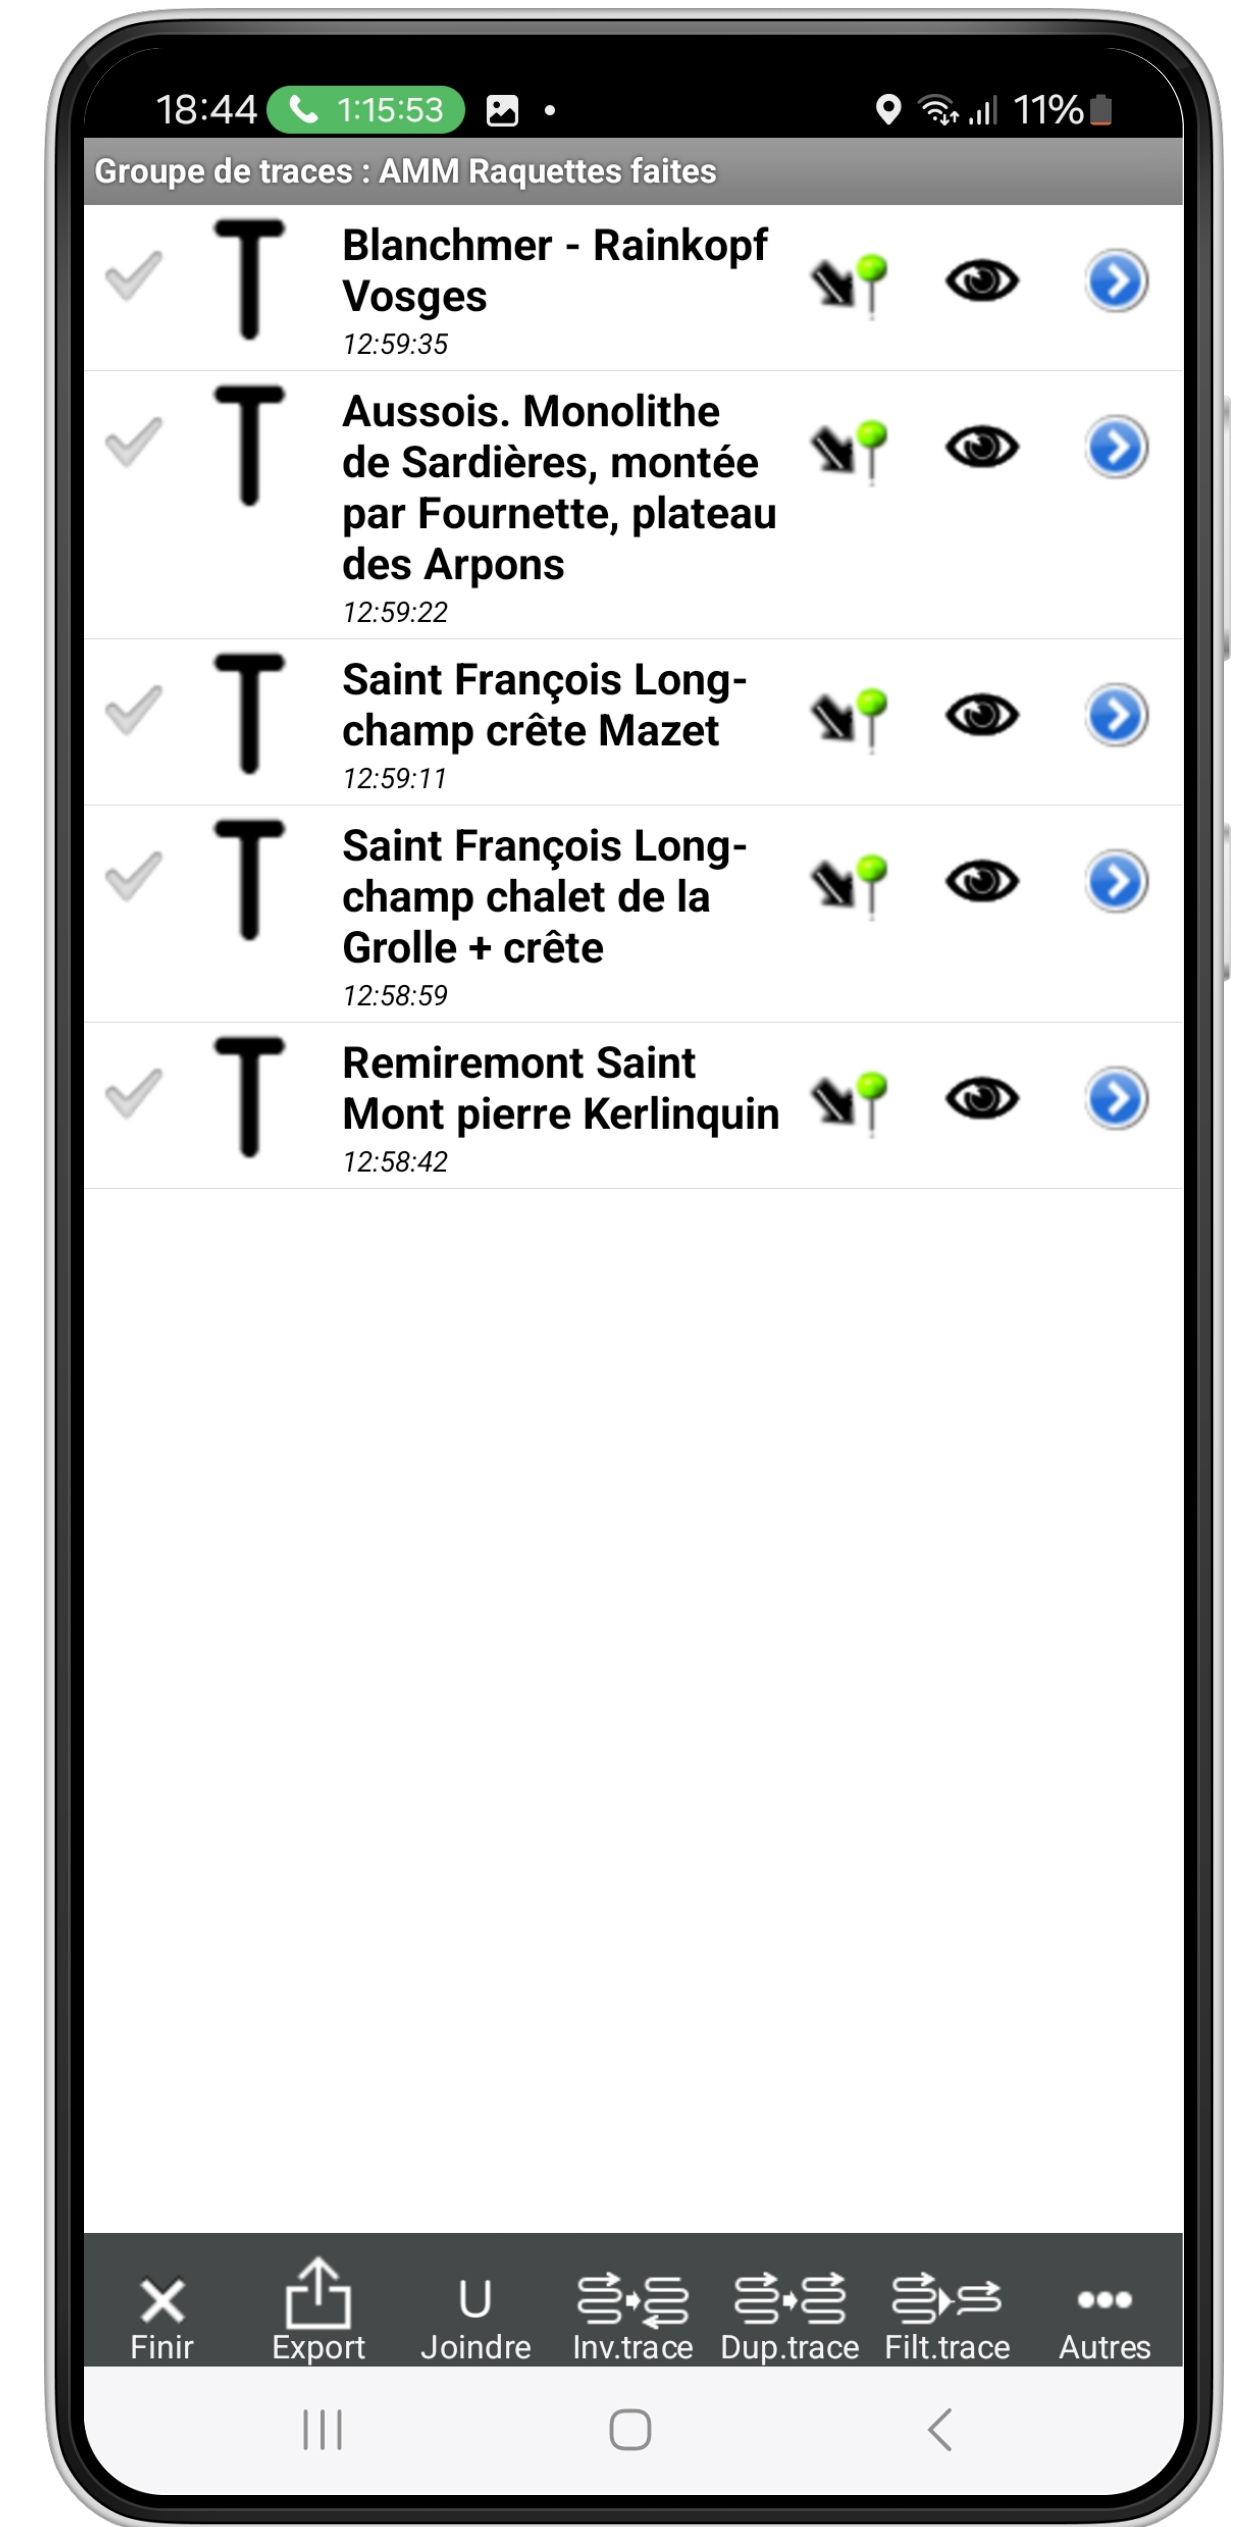 18:44 1:15:53 11%
Groupe de traces : AMM Raquettes faites
T
Blanchmer - Rainkopf
Vosges
12:59:35
T
Aussois. Monolithe
de Sardières, montée
par Fournette, plateau
des Arpons
12:59:22
T
Saint François Long-
champ crête Mazet
12:59:11
T
Saint François Long-
champ chalet de la
Grolle + crête
12:58:59
T
Remiremont Saint
Mont pierre Kerlinquin
12:58:42
Finir Export Joindre Inv.trace Dup.trace Filt.trace Autres